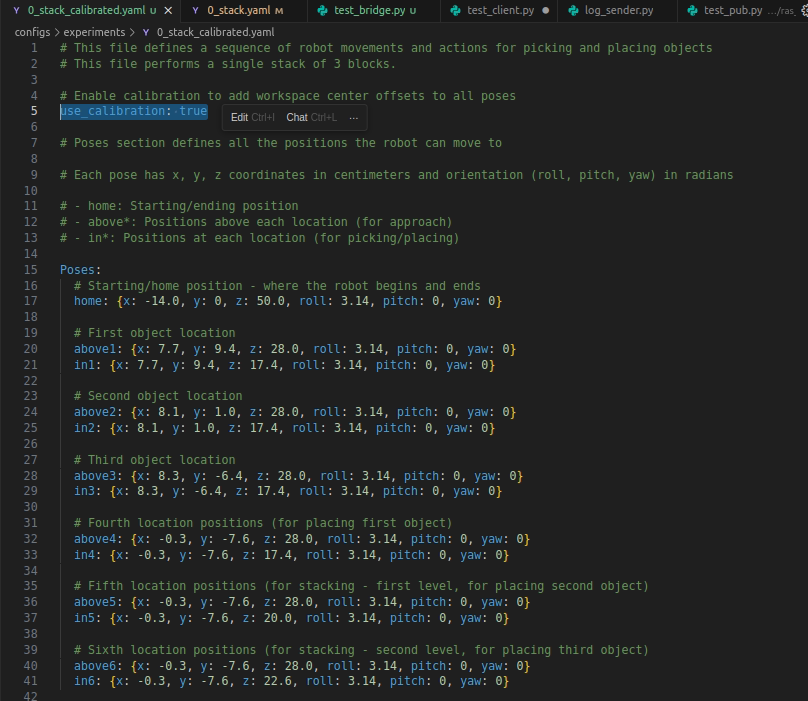 0_stack_calibrated.yaml U 0_stack.yaml M test_bridge.py U test_client.py log_sender.py test_pub.py .../ras_
configs > experiments > 0_stack_calibrated.yaml
1 # This file defines a sequence of robot movements and actions for picking and placing objects
2 # This file performs a single stack of 3 blocks.
3
4 # Enable calibration to add workspace center offsets to all poses
5 use_calibration: true
Edit Ctrl+I Chat Ctrl+L ...
6
7 # Poses section defines all the positions the robot can move to
8
9 # Each pose has x, y, z coordinates in centimeters and orientation (roll, pitch, yaw) in radians
10
11 # - home: Starting/ending position
12 # - above*: Positions above each location (for approach)
13 # - in*: Positions at each location (for picking/placing)
14
15 Poses:
16 # Starting/home position - where the robot begins and ends
17 home: {x: -14.0, y: 0, z: 50.0, roll: 3.14, pitch: 0, yaw: 0}
18
19 # First object location
20 above1: {x: 7.7, y: 9.4, z: 28.0, roll: 3.14, pitch: 0, yaw: 0}
21 in1: {x: 7.7, y: 9.4, z: 17.4, roll: 3.14, pitch: 0, yaw: 0}
22
23 # Second object location
24 above2: {x: 8.1, y: 1.0, z: 28.0, roll: 3.14, pitch: 0, yaw: 0}
25 in2: {x: 8.1, y: 1.0, z: 17.4, roll: 3.14, pitch: 0, yaw: 0}
26
27 # Third object location
28 above3: {x: 8.3, y: -6.4, z: 28.0, roll: 3.14, pitch: 0, yaw: 0}
29 in3: {x: 8.3, y: -6.4, z: 17.4, roll: 3.14, pitch: 0, yaw: 0}
30
31 # Fourth location positions (for placing first object)
32 above4: {x: -0.3, y: -7.6, z: 28.0, roll: 3.14, pitch: 0, yaw: 0}
33 in4: {x: -0.3, y: -7.6, z: 17.4, roll: 3.14, pitch: 0, yaw: 0}
34
35 # Fifth location positions (for stacking - first level, for placing second object)
36 above5: {x: -0.3, y: -7.6, z: 28.0, roll: 3.14, pitch: 0, yaw: 0}
37 in5: {x: -0.3, y: -7.6, z: 20.0, roll: 3.14, pitch: 0, yaw: 0}
38
39 # Sixth location positions (for stacking - second level, for placing third object)
40 above6: {x: -0.3, y: -7.6, z: 28.0, roll: 3.14, pitch: 0, yaw: 0}
41 in6: {x: -0.3, y: -7.6, z: 22.6, roll: 3.14, pitch: 0, yaw: 0}
42